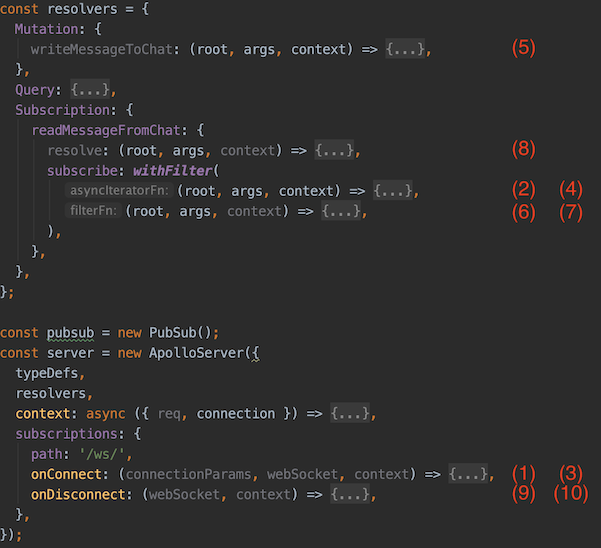 const resolvers = {
Mutation: {
writeMessageToChat: (root, args, context) => {...}, (5)
},
Query: {...},
Subscription: {
readMessageFromChat: {
resolve: (root, args, context) => {...}, (8)
subscribe: withFilter(
asyncIteratorFn: (root, args, context) => {...}, (2) (4)
filterFn: (root, args, context) => {...}, (6) (7)
),
},
},
};
const pubsub = new PubSub();
const server = new ApolloServer({
typeDefs,
resolvers,
context: async ({ req, connection }) => {...},
subscriptions: {
path: '/ws/',
onConnect: (connectionParams, webSocket, context) => {...}, (1) (3)
onDisconnect: (webSocket, context) => {...}, (9) (10)
},
});